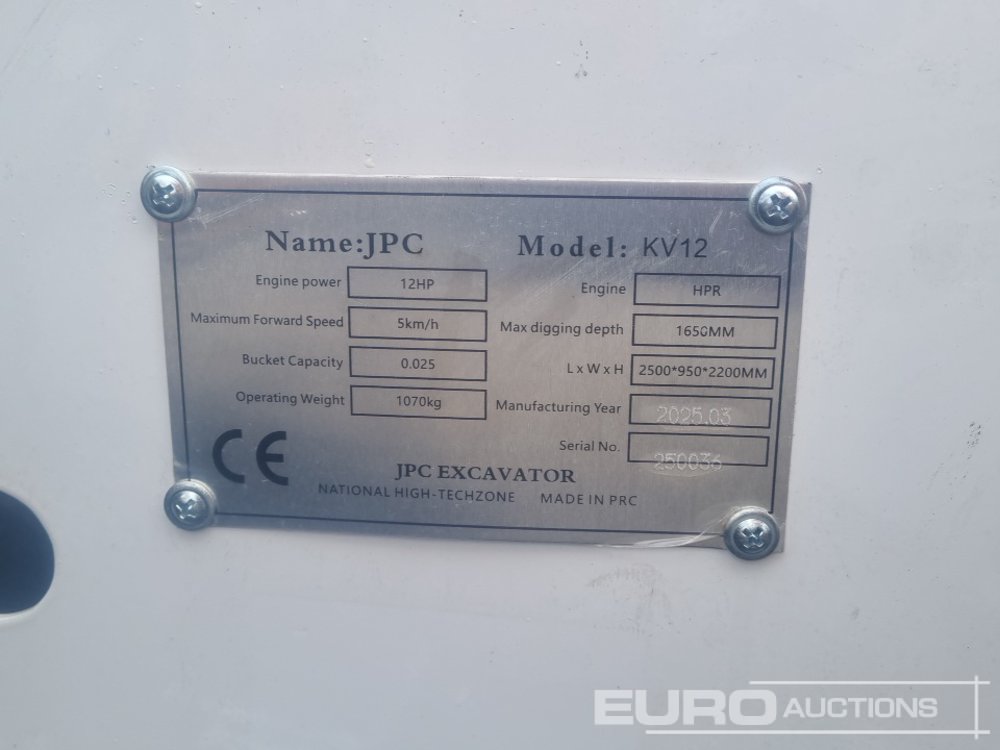 Name:JPC Model: KV12
Engine power 12HP Engine HPR
Maximum Forward Speed 5km/h Max digging depth 1650MM
Bucket Capacity 0.025 L x W x H 2500*950*2200MM
Operating Weight 1070kg Manufacturing Year 2025.03
Serial No. 250036
CE
JPC EXCAVATOR
NATIONAL HIGH-TECHZONE MADE IN PRC
EURO AUCTIONS